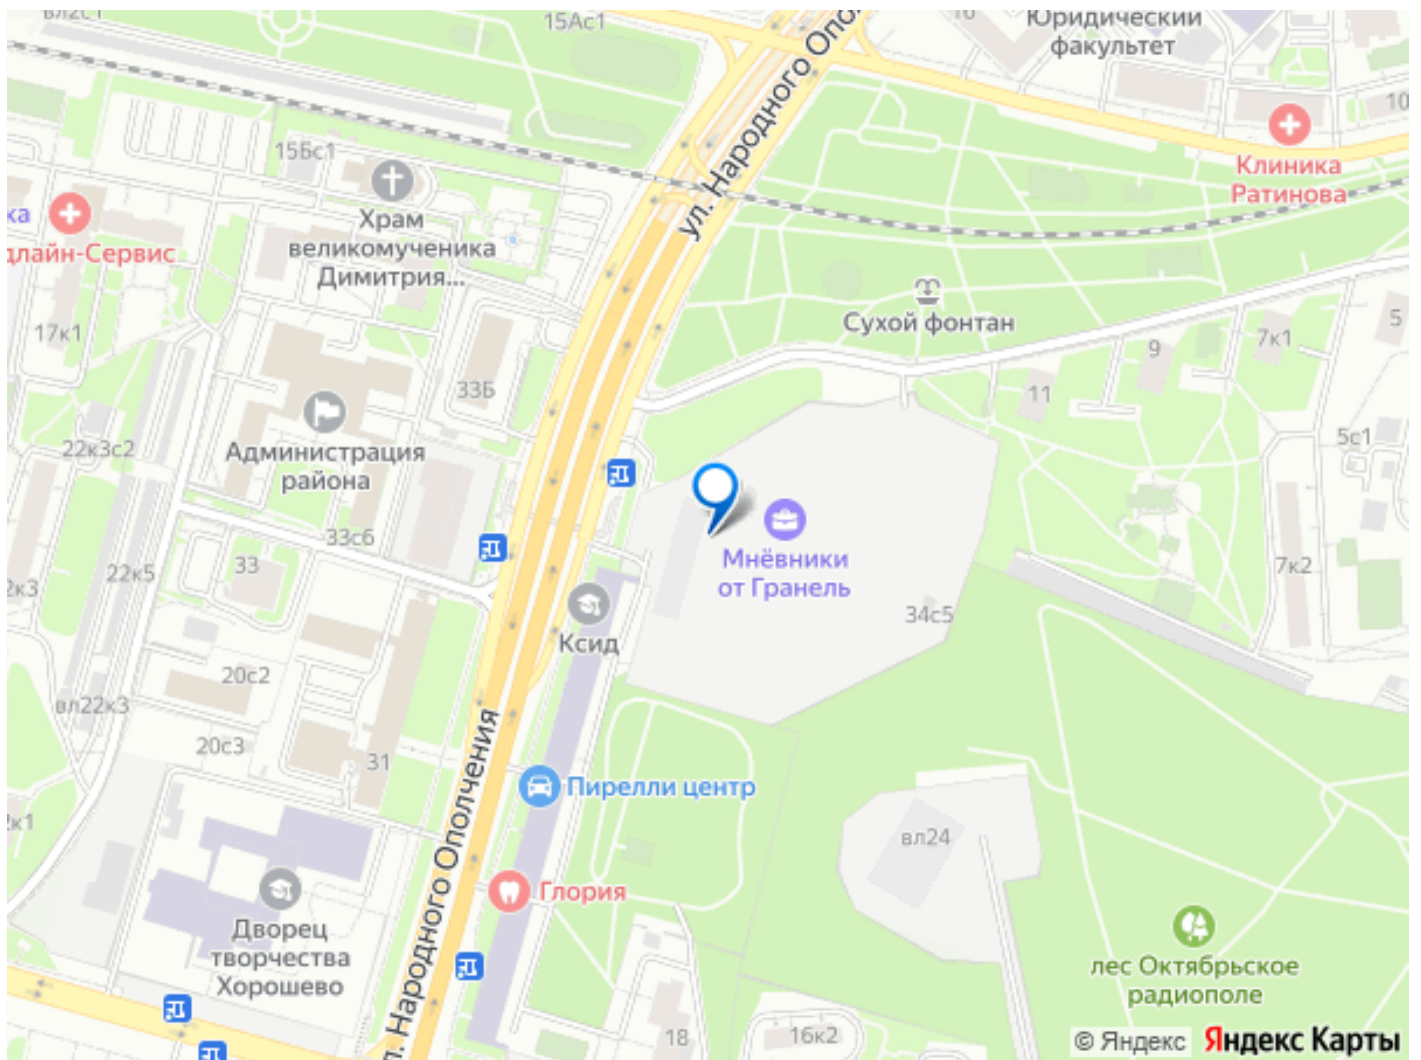 15Ас1
Юридический
факультет
10
Клиника
Ратинова
ул. Народного Опо
15Бс1
Храм
великомученика
Димитрия...
ка
длайн-Сервис
17к1
Сухой фонтан
5
7к1
9
11
33Б
Администрация
района
22к3с2
5с1
33с6
33
22к5
2к3
Мнёвники
от Гранель
7к2
34с5
Ксид
20с2
вл22к3
20с3
31
Пирелли центр
л. Народного Ополчения
вл24
2к1
Глория
Дворец
творчества
Хорошево
лес Октябрьское
радиополе
18
16к2
© Яндекс Яндекс Карты